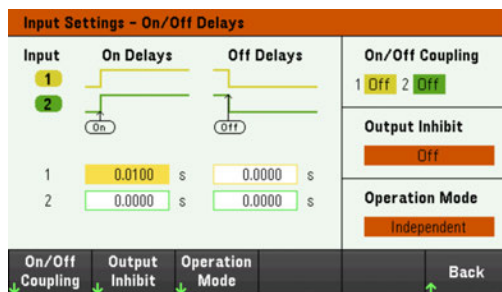 Input Settings - On/Off Delays
Input On Delays Off Delays
1
2
On Off
1 0.0100 s 0.0000 s
2 0.0000 s 0.0000 s
On/Off Coupling
1 Off 2 Off
Output Inhibit
Off
Operation Mode
Independent
On/Off Coupling
Output Inhibit
Operation Mode
Back